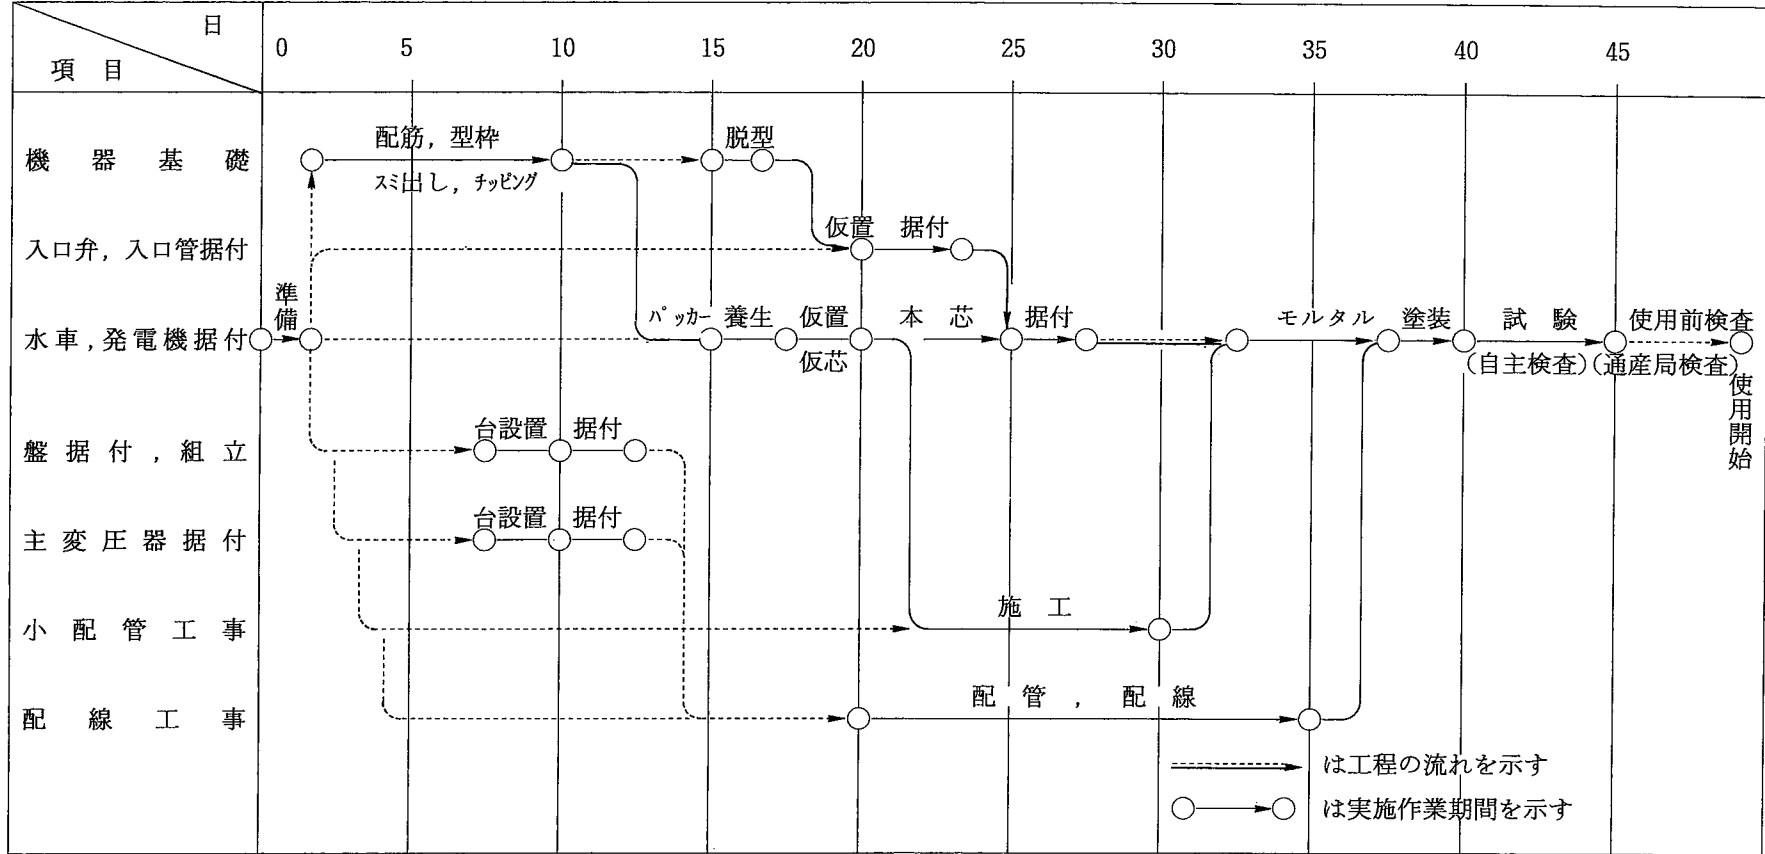 日
項目
0 5 10 15 20 25 30 35 40 45
機器基礎
配筋，型枠
スミ出し，チッピング
脱型
入口弁，入口管据付
仮置 据付
水車，発電機据付
準備
パッカー 養生 仮置
仮芯
本芯 据付 モルタル 塗装 試験 使用前検査
(自主検査)(通産局検査)
使用開始
盤据付，組立
台設置 据付
主変圧器据付
台設置 据付
小配管工事
施工
配線工事
配管，配線
は工程の流れを示す
は実施作業期間を示す